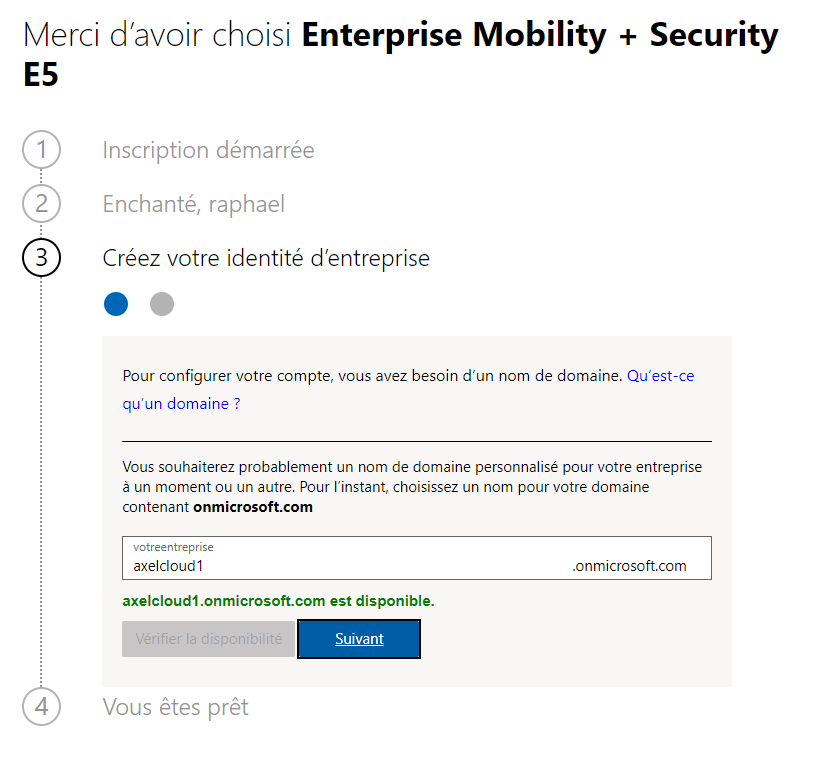 Merci d’avoir choisi Enterprise Mobility + Security
E5
1 Inscription démarrée
2 Enchanté, raphael
3 Créez votre identité d’entreprise
Pour configurer votre compte, vous avez besoin d’un nom de domaine. Qu’est-ce
qu’un domaine ?
Vous souhaiterez probablement un nom de domaine personnalisé pour votre entreprise
à un moment ou un autre. Pour l’instant, choisissez un nom pour votre domaine
contenant onmicrosoft.com
votreentreprise
axelcloud1 .onmicrosoft.com
axelcloud1.onmicrosoft.com est disponible.
Vérifier la disponibilité Suivant
4 Vous êtes prêt